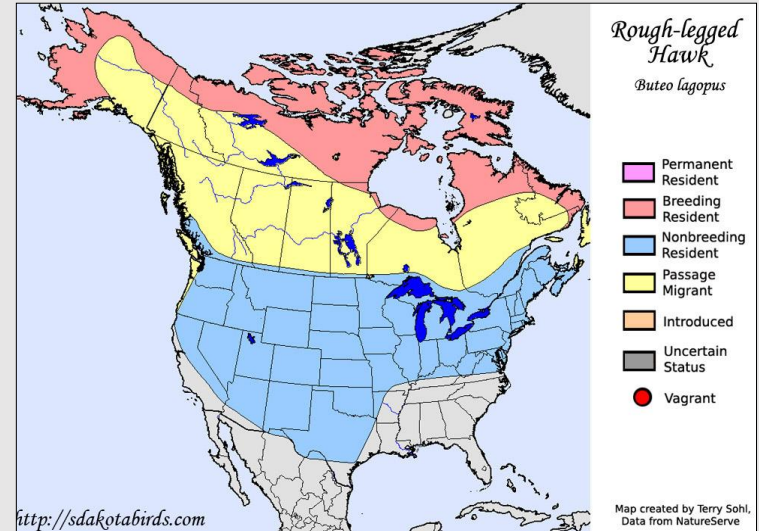 Rough-legged
Hawk
Buteo lagopus
Permanent
Resident
Breeding
Resident
Nonbreeding
Resident
Passage
Migrant
Introduced
Uncertain
Status
Vagrant
http://sdakotabirds.com
Map created by Terry Sohl,
Data from NatureServe